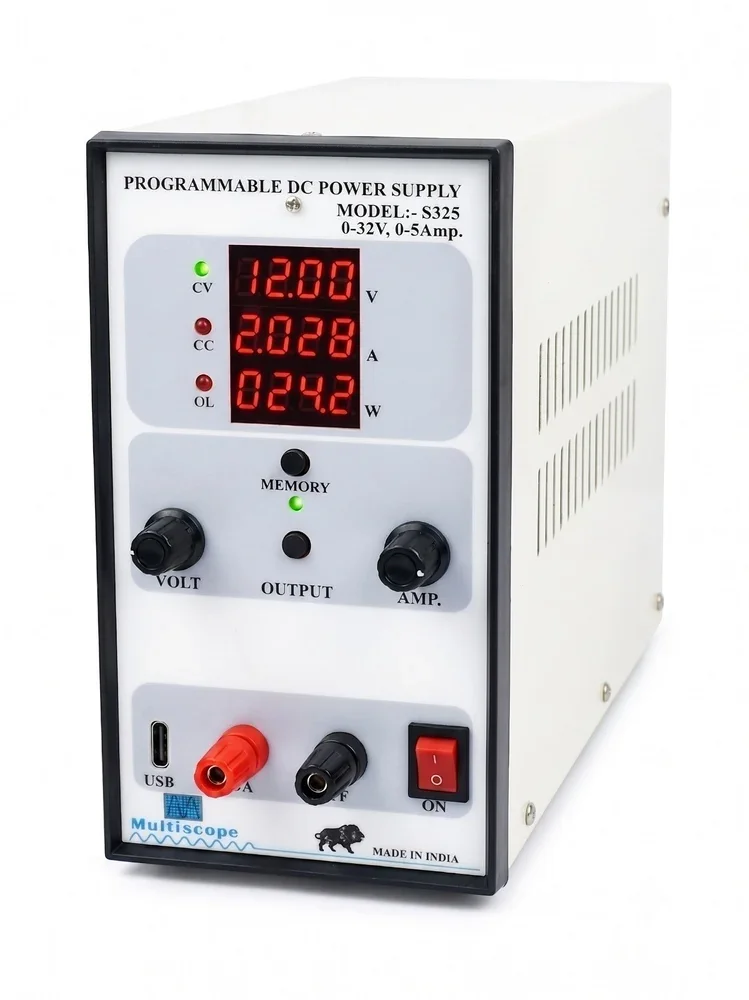 PROGRAMMABLE DC POWER SUPPLY
MODEL:- S325
0-32V, 0-5Amp.
CV 12.00 V
CC 2.028 A
OL 024.2 W
MEMORY
VOLT OUTPUT AMP.
USB ON
Multiscope
MADE IN INDIA